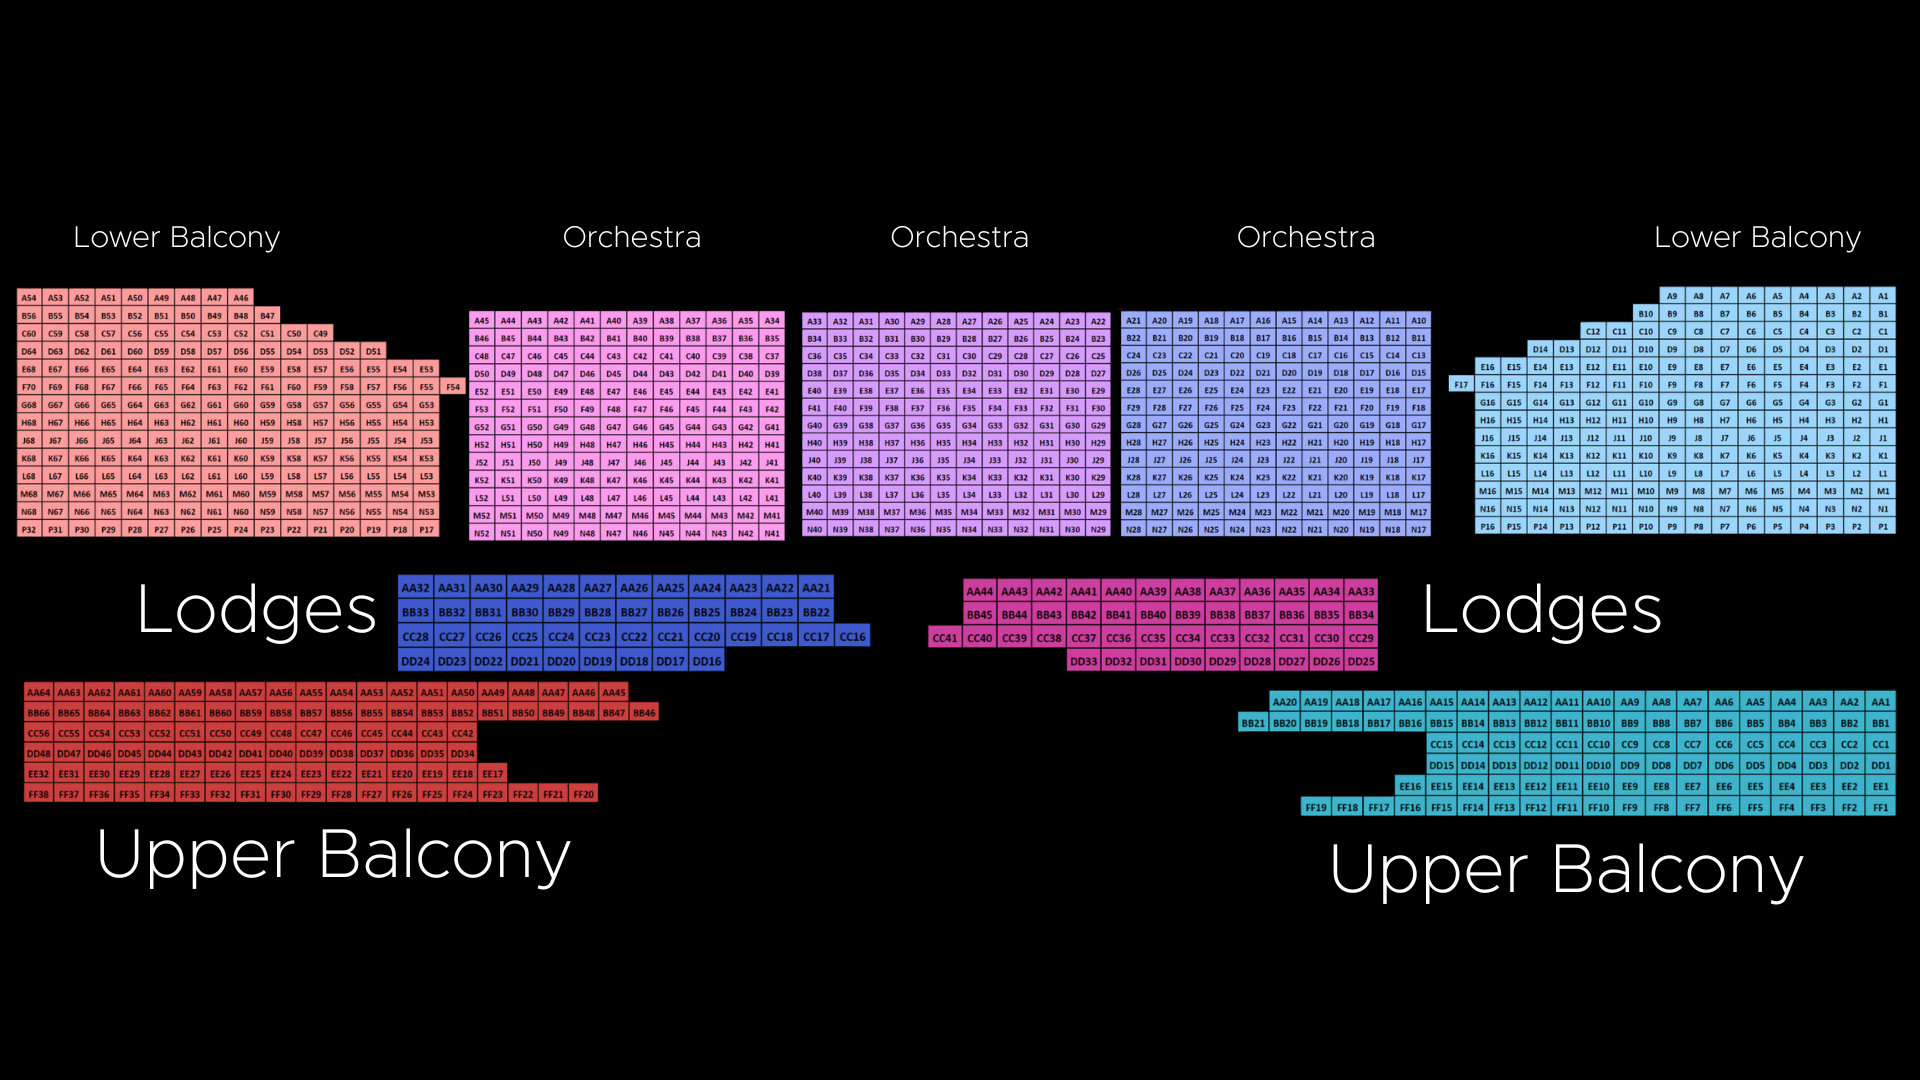 Lower Balcony
Orchestra
Orchestra
Orchestra
Lower Balcony
A54 A53 A52 A51 A50 A49 A48 A47 A46
B56 B55 B54 B53 B52 B51 B50 B49 B48 B47
C60 C59 C58 C57 C56 C55 C54 C53 C52 C51 C50 C49
D64 D63 D62 D61 D60 D59 D58 D57 D56 D55 D54 D53 D52 D51
E68 E67 E66 E65 E64 E63 E62 E61 E60 E59 E58 E57 E56 E55 E54 E53
F70 F69 F68 F67 F66 F65 F64 F63 F62 F61 F60 F59 F58 F57 F56 F55 F54
G68 G67 G66 G65 G64 G63 G62 G61 G60 G59 G58 G57 G56 G55 G54 G53
H68 H67 H66 H65 H64 H63 H62 H61 H60 H59 H58 H57 H56 H55 H54 H53
J68 J67 J66 J65 J64 J63 J62 J61 J60 J59 J58 J57 J56 J55 J54 J53
K68 K67 K66 K65 K64 K63 K62 K61 K60 K59 K58 K57 K56 K55 K54 K53
L68 L67 L66 L65 L64 L63 L62 L61 L60 L59 L58 L57 L56 L55 L54 L53
M68 M67 M66 M65 M64 M63 M62 M61 M60 M59 M58 M57 M56 M55 M54 M53
N68 N67 N66 N65 N64 N63 N62 N61 N60 N59 N58 N57 N56 N55 N54 N53
P32 P31 P30 P29 P28 P27 P26 P25 P24 P23 P22 P21 P20 P19 P18 P17
A45 A44 A43 A42 A41 A40 A39 A38 A37 A36 A35 A34
B46 B45 B44 B43 B42 B41 B40 B39 B38 B37 B36 B35
C48 C47 C46 C45 C44 C43 C42 C41 C40 C39 C38 C37
D50 D49 D48 D47 D46 D45 D44 D43 D42 D41 D40 D39
E52 E51 E50 E49 E48 E47 E46 E45 E44 E43 E42 E41
F53 F52 F51 F50 F49 F48 F47 F46 F45 F44 F43 F42
G52 G51 G50 G49 G48 G47 G46 G45 G44 G43 G42 G41
H52 H51 H50 H49 H48 H47 H46 H45 H44 H43 H42 H41
J52 J51 J50 J49 J48 J47 J46 J45 J44 J43 J42 J41
K52 K51 K50 K49 K48 K47 K46 K45 K44 K43 K42 K41
L52 L51 L50 L49 L48 L47 L46 L45 L44 L43 L42 L41
M52 M51 M50 M49 M48 M47 M46 M45 M44 M43 M42 M41
N52 N51 N50 N49 N48 N47 N46 N45 N44 N43 N42 N41
A33 A32 A31 A30 A29 A28 A27 A26 A25 A24 A23 A22
B34 B33 B32 B31 B30 B29 B28 B27 B26 B25 B24 B23
C36 C35 C34 C33 C32 C31 C30 C29 C28 C27 C26 C25
D38 D37 D36 D35 D34 D33 D32 D31 D30 D29 D28 D27
E40 E39 E38 E37 E36 E35 E34 E33 E32 E31 E30 E29
F41 F40 F39 F38 F37 F36 F35 F34 F33 F32 F31 F30
G40 G39 G38 G37 G36 G35 G34 G33 G32 G31 G30 G29
H40 H39 H38 H37 H36 H35 H34 H33 H32 H31 H30 H29
J40 J39 J38 J37 J36 J35 J34 J33 J32 J31 J30 J29
K40 K39 K38 K37 K36 K35 K34 K33 K32 K31 K30 K29
L40 L39 L38 L37 L36 L35 L34 L33 L32 L31 L30 L29
M40 M39 M38 M37 M36 M35 M34 M33 M32 M31 M30 M29
N40 N39 N38 N37 N36 N35 N34 N33 N32 N31 N30 N29
A21 A20 A19 A18 A17 A16 A15 A14 A13 A12 A11 A10
B22 B21 B20 B19 B18 B17 B16 B15 B14 B13 B12 B11
C24 C23 C22 C21 C20 C19 C18 C17 C16 C15 C14 C13
D26 D25 D24 D23 D22 D21 D20 D19 D18 D17 D16 D15
E28 E27 E26 E25 E24 E23 E22 E21 E20 E19 E18 E17
F29 F28 F27 F26 F25 F24 F23 F22 F21 F20 F19 F18
G28 G27 G26 G25 G24 G23 G22 G21 G20 G19 G18 G17
H28 H27 H26 H25 H24 H23 H22 H21 H20 H19 H18 H17
J28 J27 J26 J25 J24 J23 J22 J21 J20 J19 J18 J17
K28 K27 K26 K25 K24 K23 K22 K21 K20 K19 K18 K17
L28 L27 L26 L25 L24 L23 L22 L21 L20 L19 L18 L17
M28 M27 M26 M25 M24 M23 M22 M21 M20 M19 M18 M17
N28 N27 N26 N25 N24 N23 N22 N21 N20 N19 N18 N17
A9 A8 A7 A6 A5 A4 A3 A2 A1
B10 B9 B8 B7 B6 B5 B4 B3 B2 B1
C12 C11 C10 C9 C8 C7 C6 C5 C4 C3 C2 C1
D14 D13 D12 D11 D10 D9 D8 D7 D6 D5 D4 D3 D2 D1
E16 E15 E14 E13 E12 E11 E10 E9 E8 E7 E6 E5 E4 E3 E2 E1
F17 F16 F15 F14 F13 F12 F11 F10 F9 F8 F7 F6 F5 F4 F3 F2 F1
G16 G15 G14 G13 G12 G11 G10 G9 G8 G7 G6 G5 G4 G3 G2 G1
H16 H15 H14 H13 H12 H11 H10 H9 H8 H7 H6 H5 H4 H3 H2 H1
J16 J15 J14 J13 J12 J11 J10 J9 J8 J7 J6 J5 J4 J3 J2 J1
K16 K15 K14 K13 K12 K11 K10 K9 K8 K7 K6 K5 K4 K3 K2 K1
L16 L15 L14 L13 L12 L11 L10 L9 L8 L7 L6 L5 L4 L3 L2 L1
M16 M15 M14 M13 M12 M11 M10 M9 M8 M7 M6 M5 M4 M3 M2 M1
N16 N15 N14 N13 N12 N11 N10 N9 N8 N7 N6 N5 N4 N3 N2 N1
P16 P15 P14 P13 P12 P11 P10 P9 P8 P7 P6 P5 P4 P3 P2 P1
Lodges
AA32 AA31 AA30 AA29 AA28 AA27 AA26 AA25 AA24 AA23 AA22 AA21
BB33 BB32 BB31 BB30 BB29 BB28 BB27 BB26 BB25 BB24 BB23 BB22
CC28 CC27 CC26 CC25 CC24 CC23 CC22 CC21 CC20 CC19 CC18 CC17 CC16
DD24 DD23 DD22 DD21 DD20 DD19 DD18 DD17 DD16
AA44 AA43 AA42 AA41 AA40 AA39 AA38 AA37 AA36 AA35 AA34 AA33
BB45 BB44 BB43 BB42 BB41 BB40 BB39 BB38 BB37 BB36 BB35 BB34
CC41 CC40 CC39 CC38 CC37 CC36 CC35 CC34 CC33 CC32 CC31 CC30 CC29
DD33 DD32 DD31 DD30 DD29 DD28 DD27 DD26 DD25
Lodges
AA64 AA63 AA62 AA61 AA60 AA59 AA58 AA57 AA56 AA55 AA54 AA53 AA52 AA51 AA50 AA49 AA48 AA47 AA46 AA45
BB66 BB65 BB64 BB63 BB62 BB61 BB60 BB59 BB58 BB57 BB56 BB55 BB54 BB53 BB52 BB51 BB50 BB49 BB48 BB47 BB46
CC56 CC55 CC54 CC53 CC52 CC51 CC50 CC49 CC48 CC47 CC46 CC45 CC44 CC43 CC42
DD48 DD47 DD46 DD45 DD44 DD43 DD42 DD41 DD40 DD39 DD38 DD37 DD36 DD35 DD34
EE32 EE31 EE30 EE29 EE28 EE27 EE26 EE25 EE24 EE23 EE22 EE21 EE20 EE19 EE18 EE17
FF38 FF37 FF36 FF35 FF34 FF33 FF32 FF31 FF30 FF29 FF28 FF27 FF26 FF25 FF24 FF23 FF22 FF21 FF20
AA20 AA19 AA18 AA17 AA16 AA15 AA14 AA13 AA12 AA11 AA10 AA9 AA8 AA7 AA6 AA5 AA4 AA3 AA2 AA1
BB21 BB20 BB19 BB18 BB17 BB16 BB15 BB14 BB13 BB12 BB11 BB10 BB9 BB8 BB7 BB6 BB5 BB4 BB3 BB2 BB1
CC15 CC14 CC13 CC12 CC11 CC10 CC9 CC8 CC7 CC6 CC5 CC4 CC3 CC2 CC1
DD15 DD14 DD13 DD12 DD11 DD10 DD9 DD8 DD7 DD6 DD5 DD4 DD3 DD2 DD1
EE16 EE15 EE14 EE13 EE12 EE11 EE10 EE9 EE8 EE7 EE6 EE5 EE4 EE3 EE2 EE1
FF19 FF18 FF17 FF16 FF15 FF14 FF13 FF12 FF11 FF10 FF9 FF8 FF7 FF6 FF5 FF4 FF3 FF2 FF1
Upper Balcony
Upper Balcony